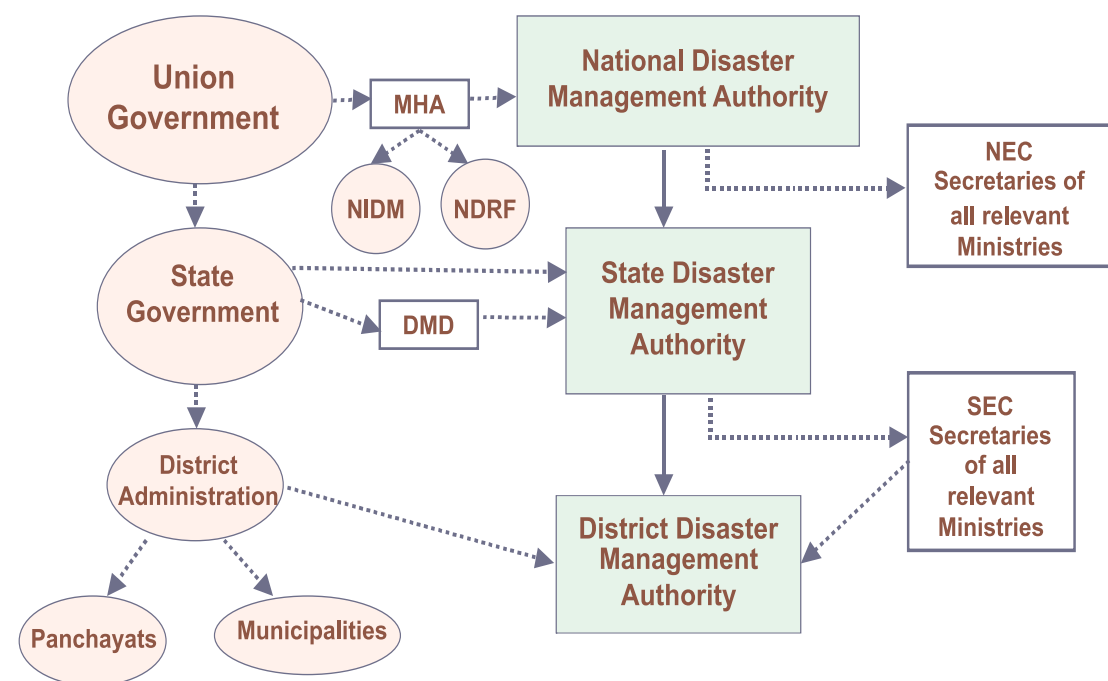 Union
Government
MHA
National Disaster
Management Authority
NIDM
NDRF
NEC
Secretaries of
all relevant
Ministries
State
Government
DMD
State Disaster
Management
Authority
SEC
Secretaries
of all
relevant
Ministries
District
Administration
District Disaster
Management
Authority
Panchayats
Municipalities